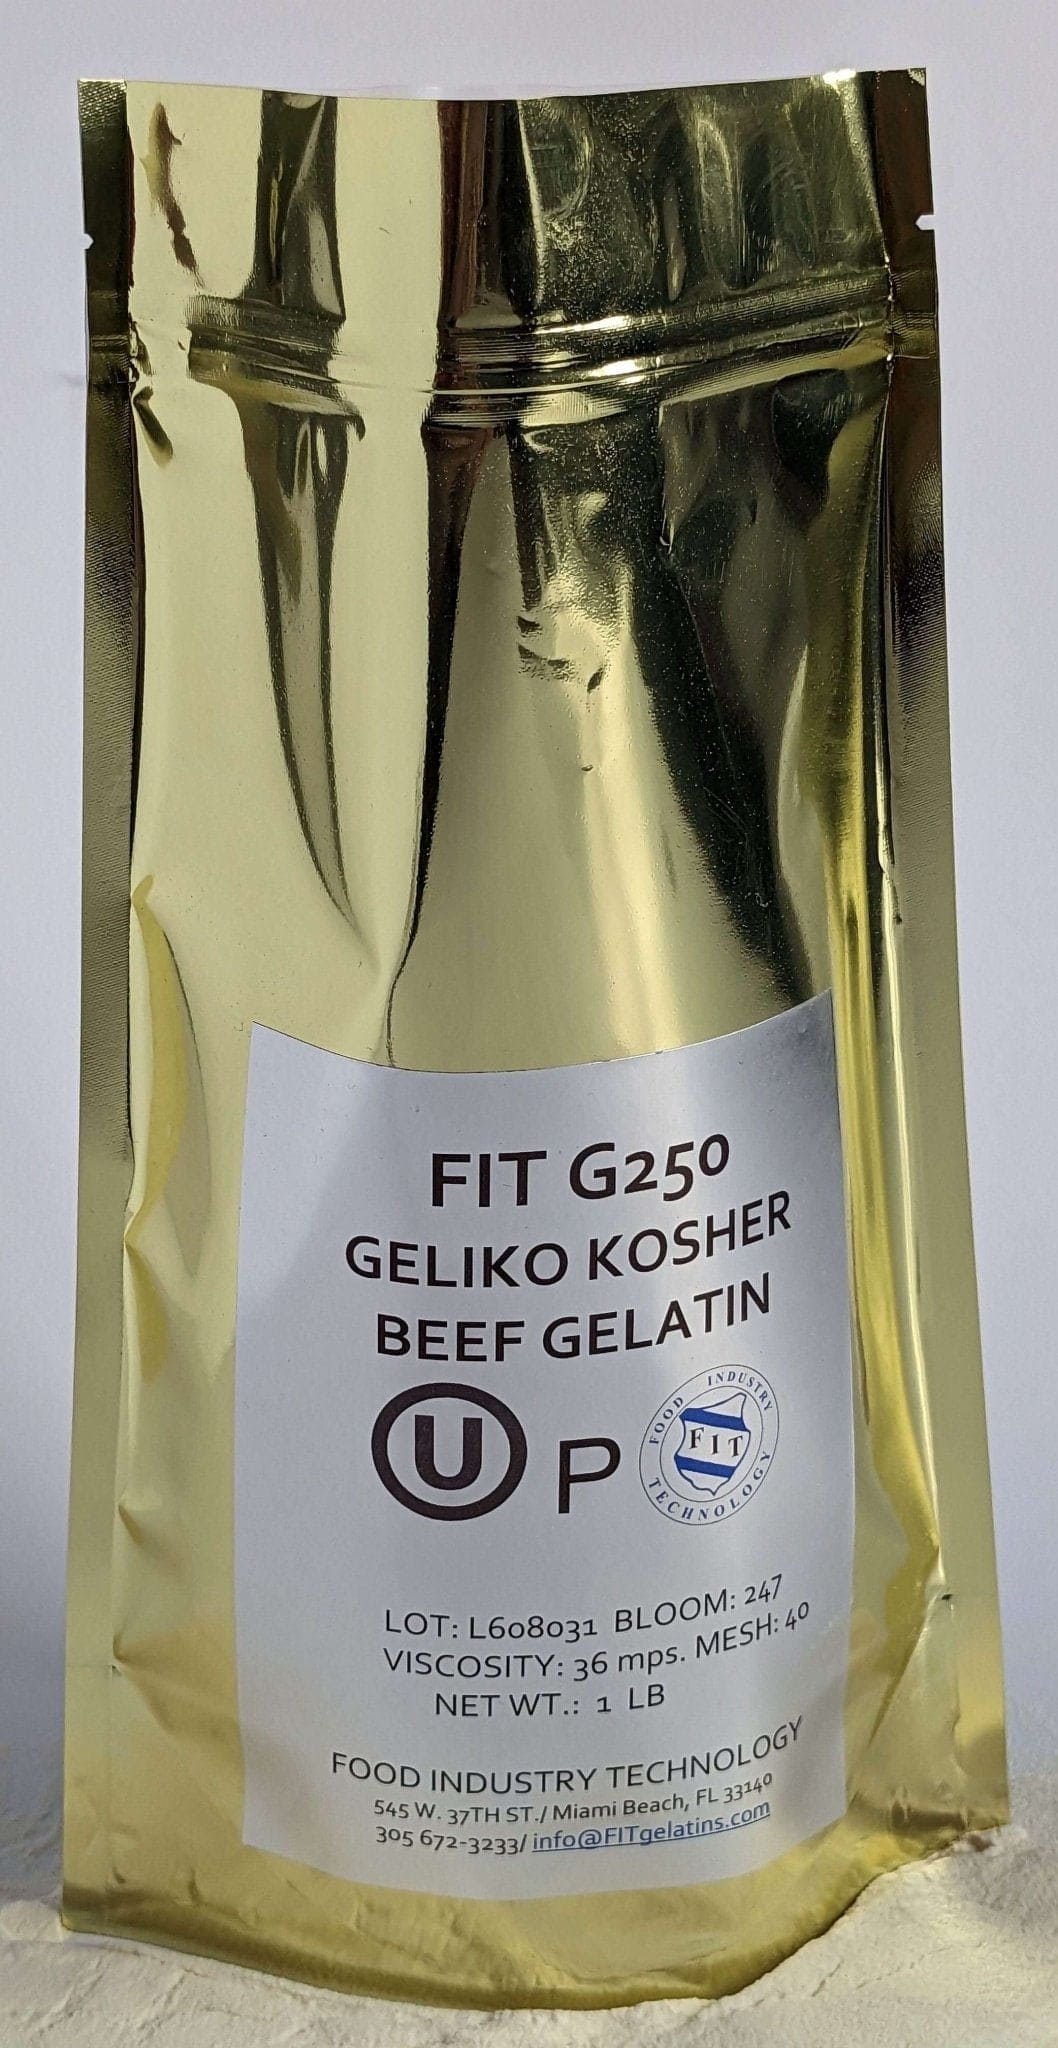 FIT G250
GELIKO KOSHER
BEEF GELATIN
U P
FOOD INDUSTRY
FIT
TECHNOLOGY
LOT: L608031 BLOOM: 247
VISCOSITY: 36 mps. MESH: 40
NET WT.: 1 LB
FOOD INDUSTRY TECHNOLOGY
545 W. 37TH ST./ Miami Beach, FL 33140
305 672-3233/ info@FITgelatins.com